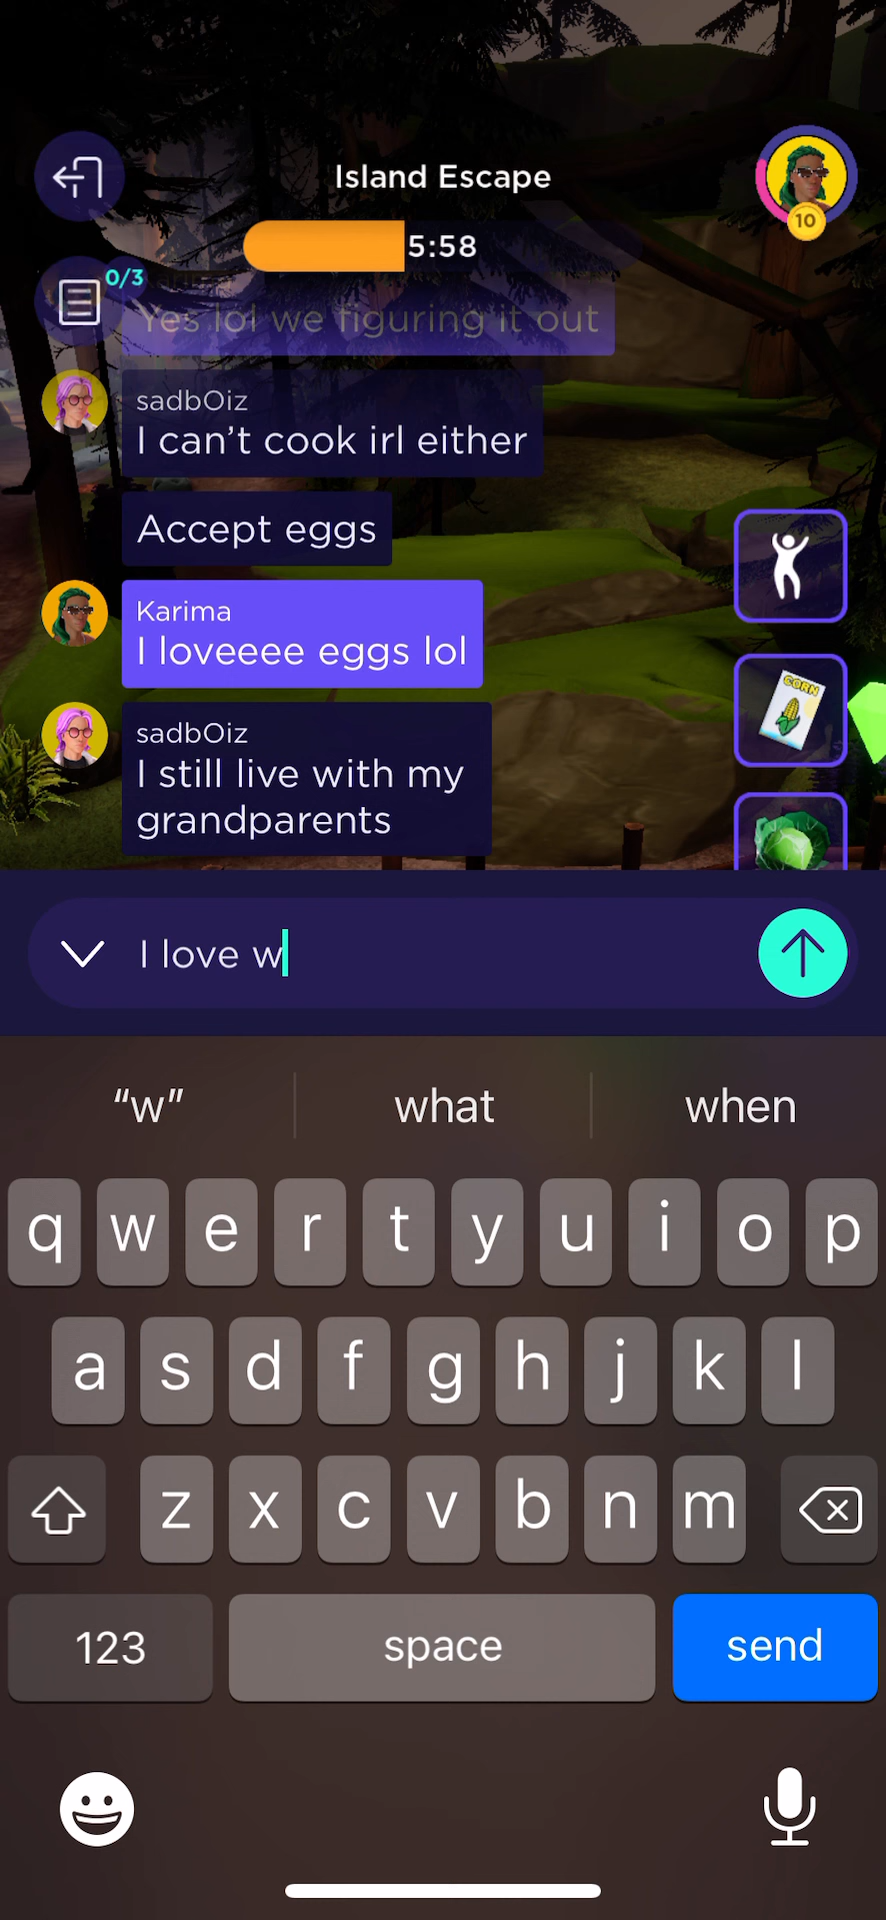 Island Escape
10
5:58
0/3
Yes lol we figuring it out
sadbOiz
I can’t cook irl either
Accept eggs
Karima
I loveeee eggs lol
CORN
sadbOiz
I still live with my
grandparents
I love w
“w” what when
q w e r t y u i o p
a s d f g h j k l
z x c v b n m
123 space send